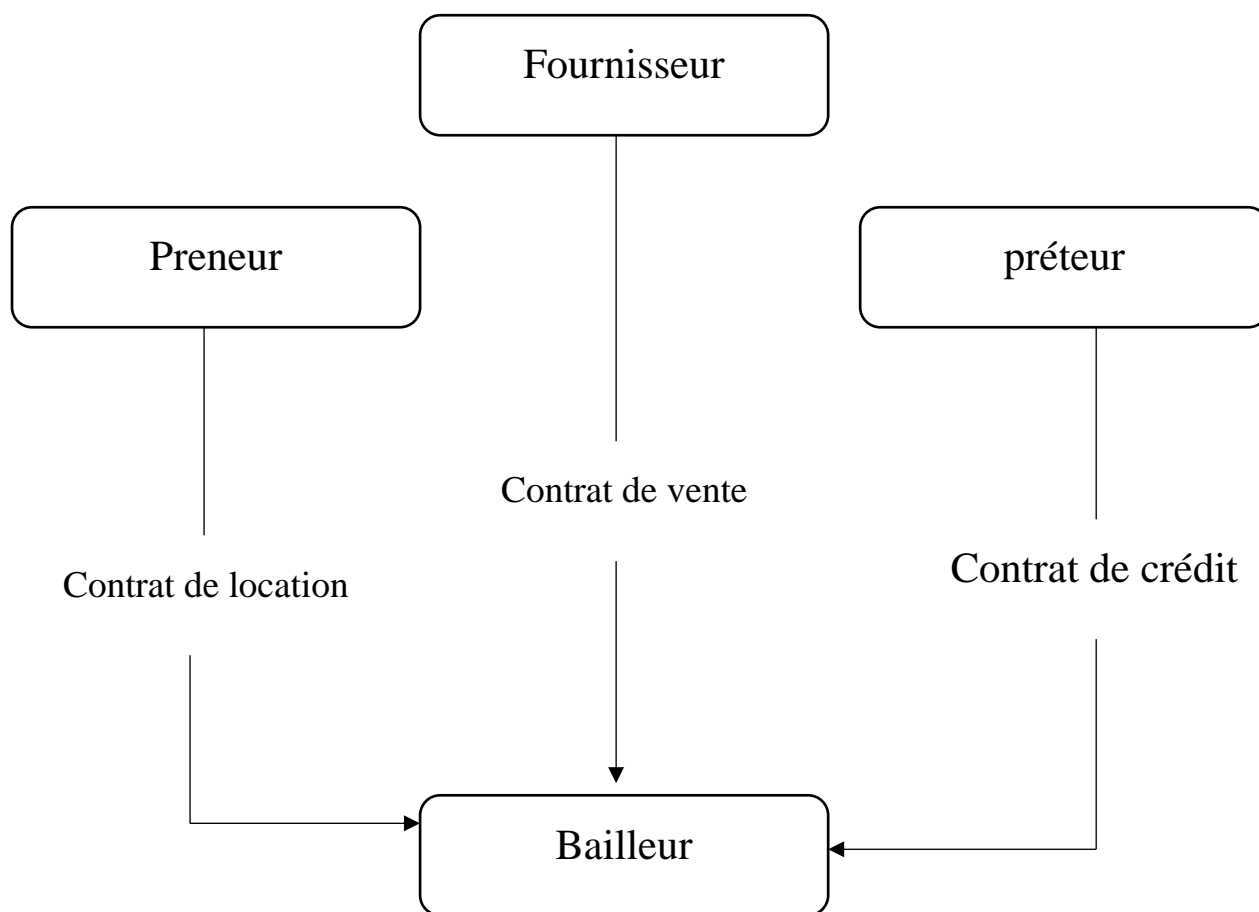 Fournisseur
Preneur
préteur
Contrat de vente
Contrat de crédit
Contrat de location
Bailleur